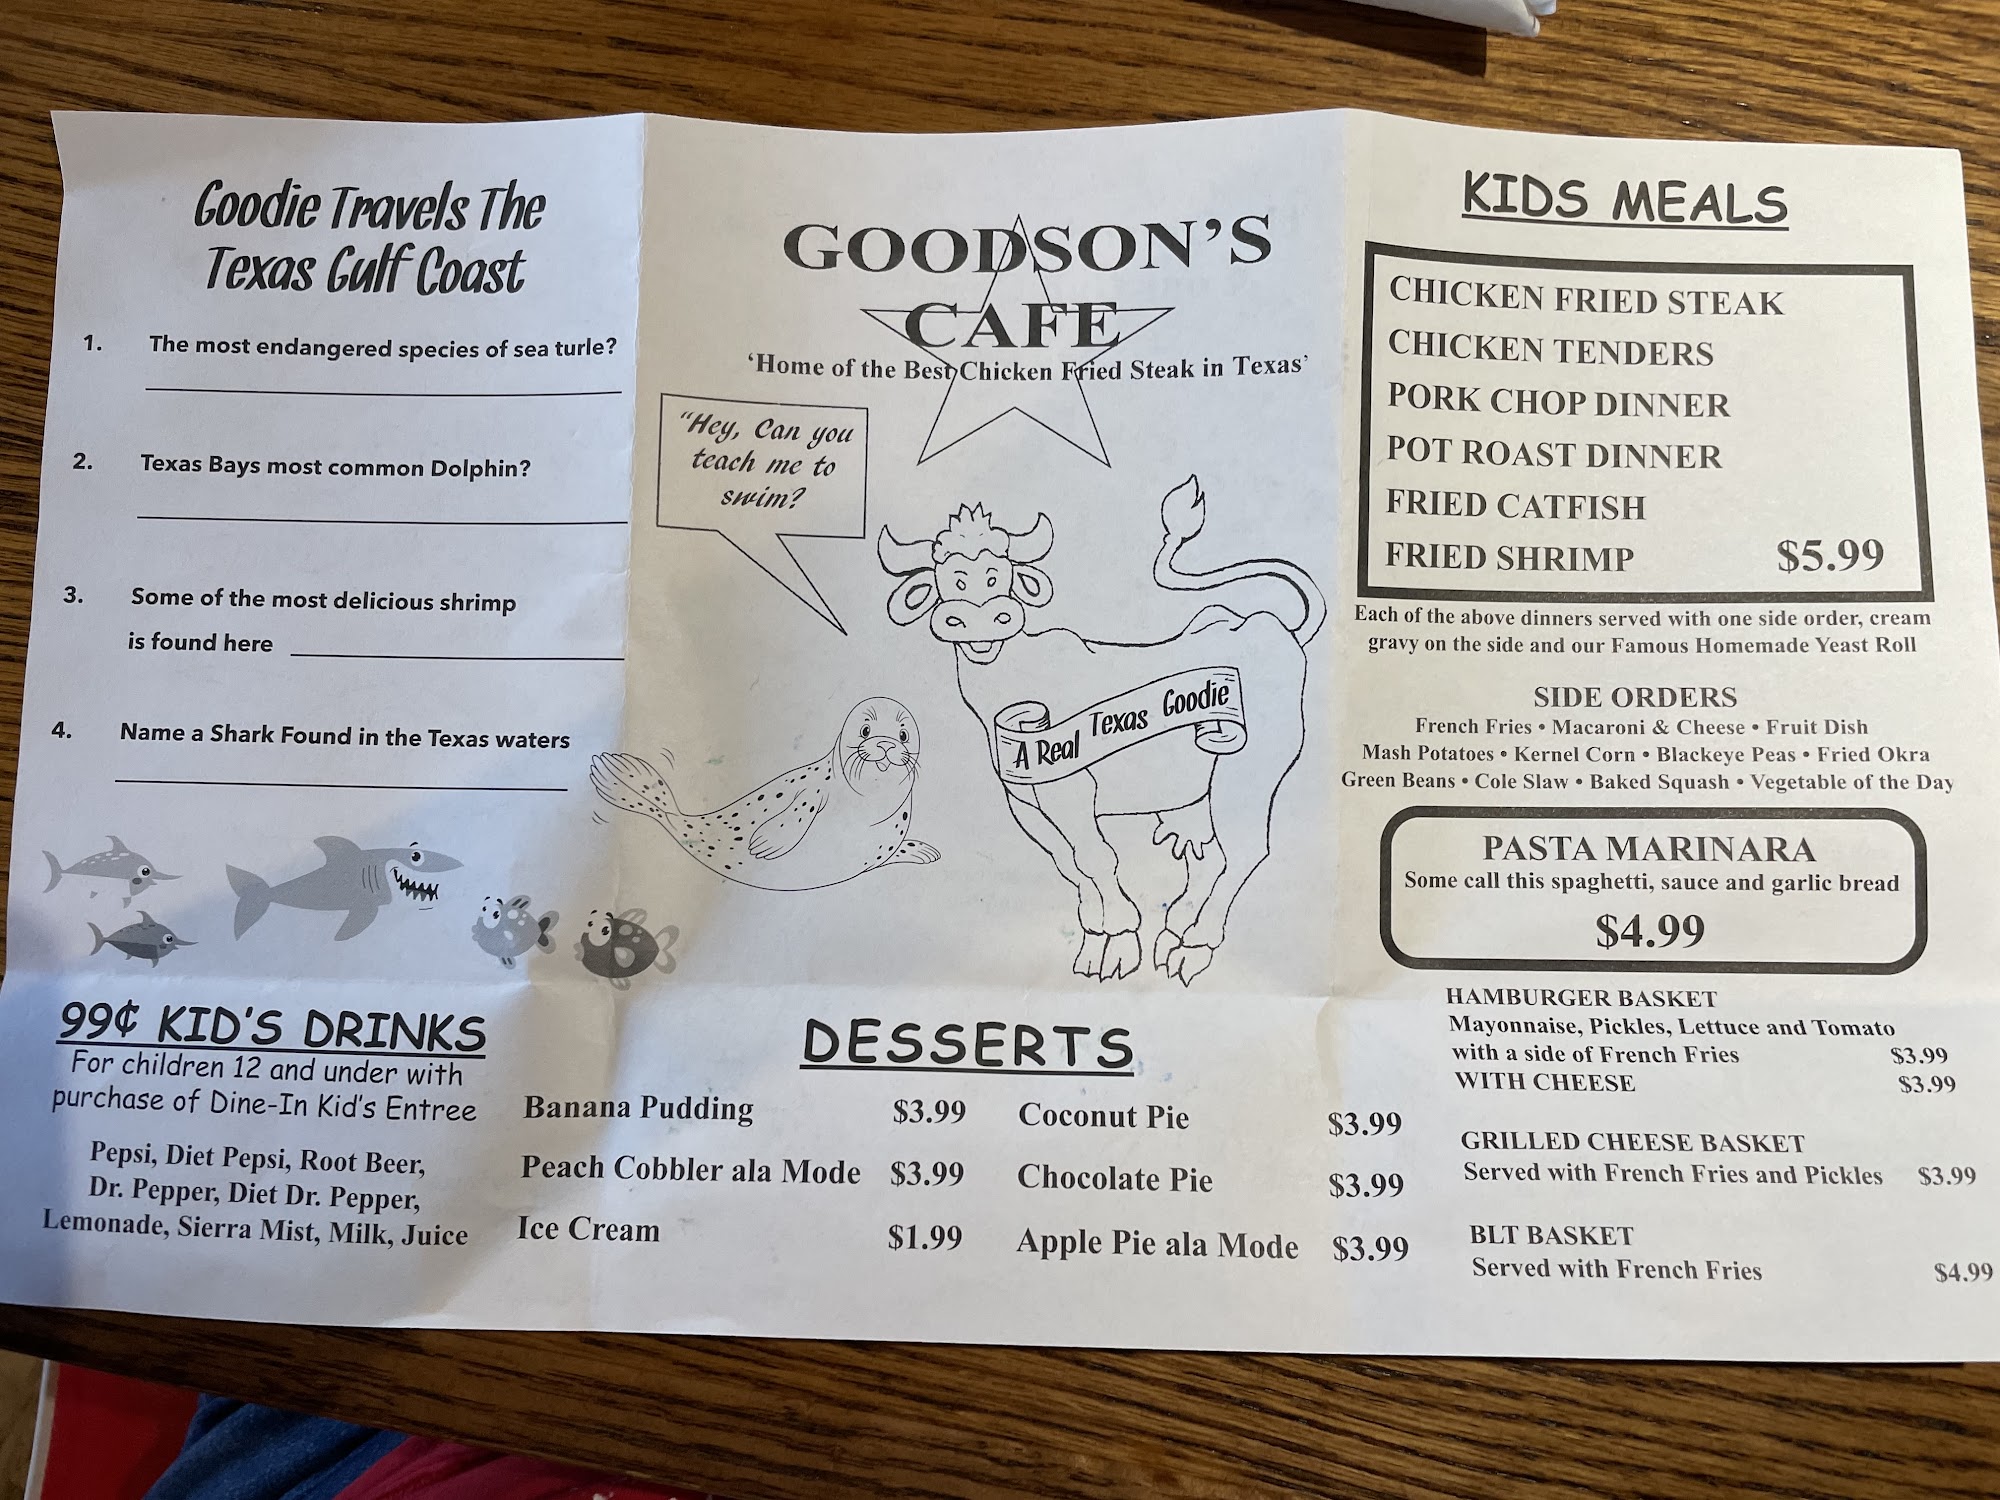 Goodie Travels The
Texas Gulf Coast
1. The most endangered species of sea turle?
2. Texas Bays most common Dolphin?
3. Some of the most delicious shrimp
is found here
4. Name a Shark Found in the Texas waters
99¢ KID'S DRINKS
For children 12 and under with
purchase of Dine-In Kid's Entree
Pepsi, Diet Pepsi, Root Beer,
Dr. Pepper, Diet Dr. Pepper,
Lemonade, Sierra Mist, Milk, Juice
GOODSON'S
CAFE
'Home of the Best Chicken Fried Steak in Texas'
"Hey, Can you
teach me to
swim?
A Real Texas Goodie
DESSERTS
Banana Pudding $3.99
Peach Cobbler ala Mode $3.99
Ice Cream $1.99
Coconut Pie $3.99
Chocolate Pie $3.99
Apple Pie ala Mode $3.99
KIDS MEALS
CHICKEN FRIED STEAK
CHICKEN TENDERS
PORK CHOP DINNER
POT ROAST DINNER
FRIED CATFISH
FRIED SHRIMP $5.99
Each of the above dinners served with one side order, cream
gravy on the side and our Famous Homemade Yeast Roll
SIDE ORDERS
French Fries • Macaroni & Cheese • Fruit Dish
Mash Potatoes • Kernel Corn • Blackeye Peas • Fried Okra
Green Beans • Cole Slaw • Baked Squash • Vegetable of the Day
PASTA MARINARA
Some call this spaghetti, sauce and garlic bread
$4.99
HAMBURGER BASKET
Mayonnaise, Pickles, Lettuce and Tomato
with a side of French Fries $3.99
WITH CHEESE $3.99
GRILLED CHEESE BASKET
Served with French Fries and Pickles $3.99
BLT BASKET
Served with French Fries $4.99